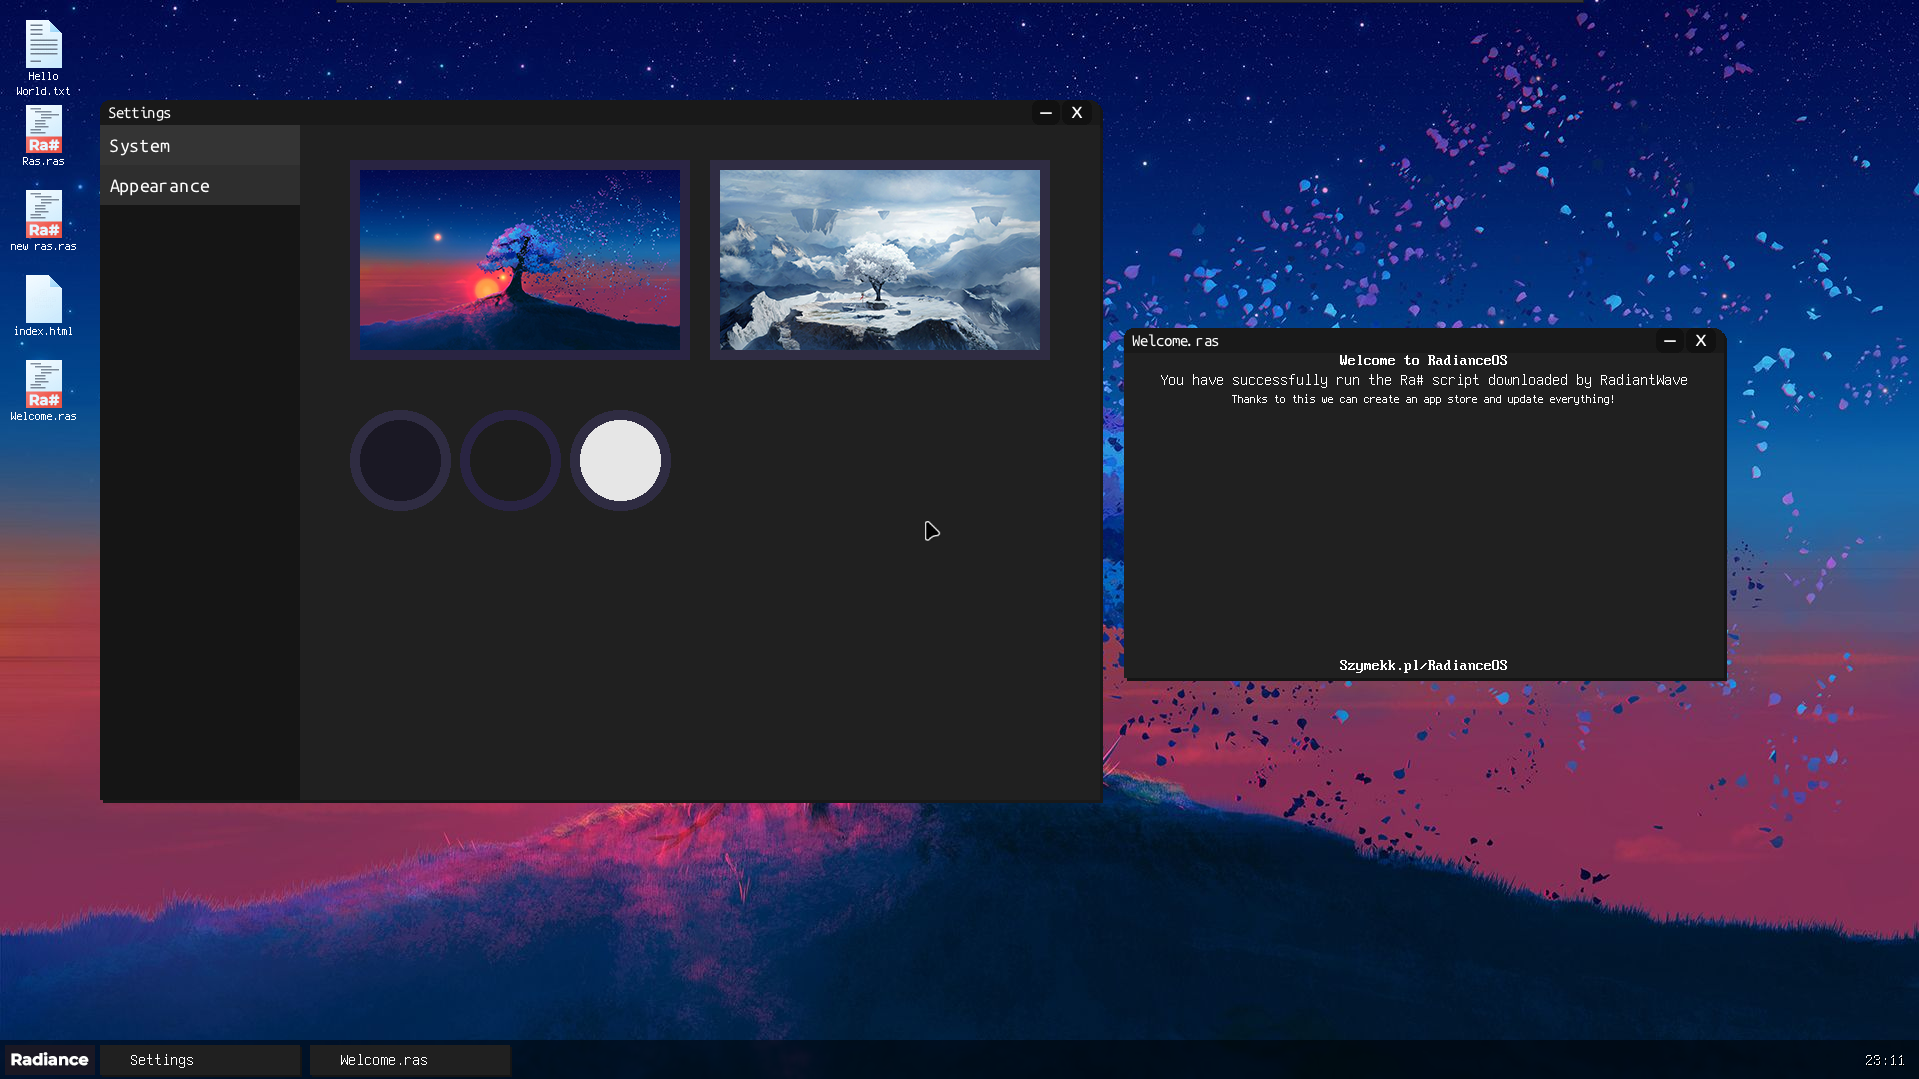 Hello
World.txt
Ra#
Ras.ras
Ra#
new ras.ras
index.html
Ra#
Welcome.ras
Settings
— X
System
Appearance
Welcome.ras
— X
Welcome to RadianceOS
You have successfully run the Ra# script downloaded by RadiantWave
Thanks to this we can create an app store and update everything!
Szymekk.pl/RadianceOS
Radiance
Settings
Welcome.ras
23:11